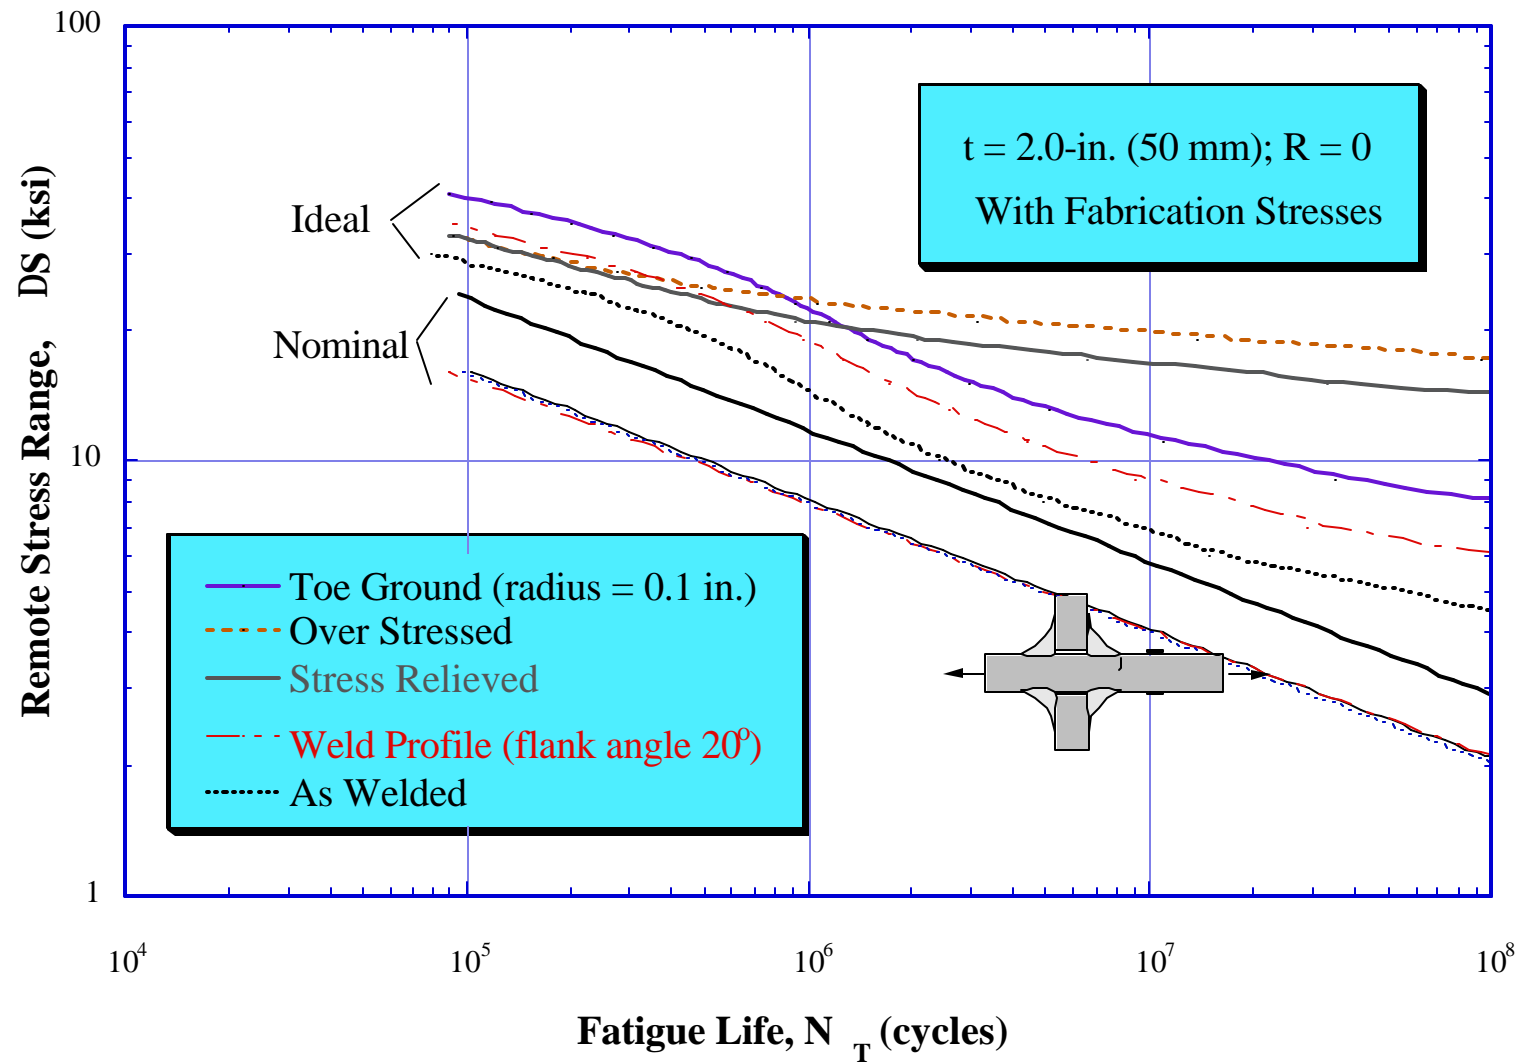 100
t = 2.0-in. (50 mm); R = 0
With Fabrication Stresses
Ideal
Nominal
Remote Stress Range, DS (ksi)
10
Toe Ground (radius = 0.1 in.)
Over Stressed
Stress Relieved
Weld Profile (flank angle 20°)
As Welded
1
10⁴ 10⁵ 10⁶ 10⁷ 10⁸
Fatigue Life, N T (cycles)